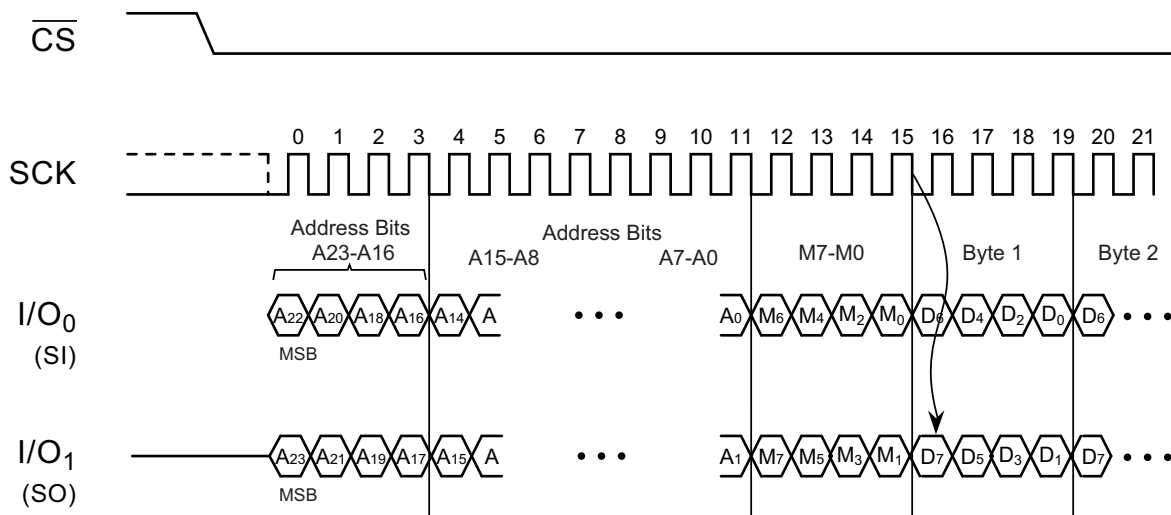 CS
0 1 2 3 4 5 6 7 8 9 10 11 12 13 14 15 16 17 18 19 20 21
SCK
Address Bits
A23-A16
Address Bits
A15-A8 A7-A0
M7-M0
Byte 1
Byte 2
I/O0
(SI)
A22 A20 A18 A16 A14 A • • • A0 M6 M4 M2 M0 D6 D4 D2 D0 D6 • • •
MSB
I/O1
(SO)
A23 A21 A19 A17 A15 A • • • A1 M7 M5 M3 M1 D7 D5 D3 D1 D7 • • •
MSB